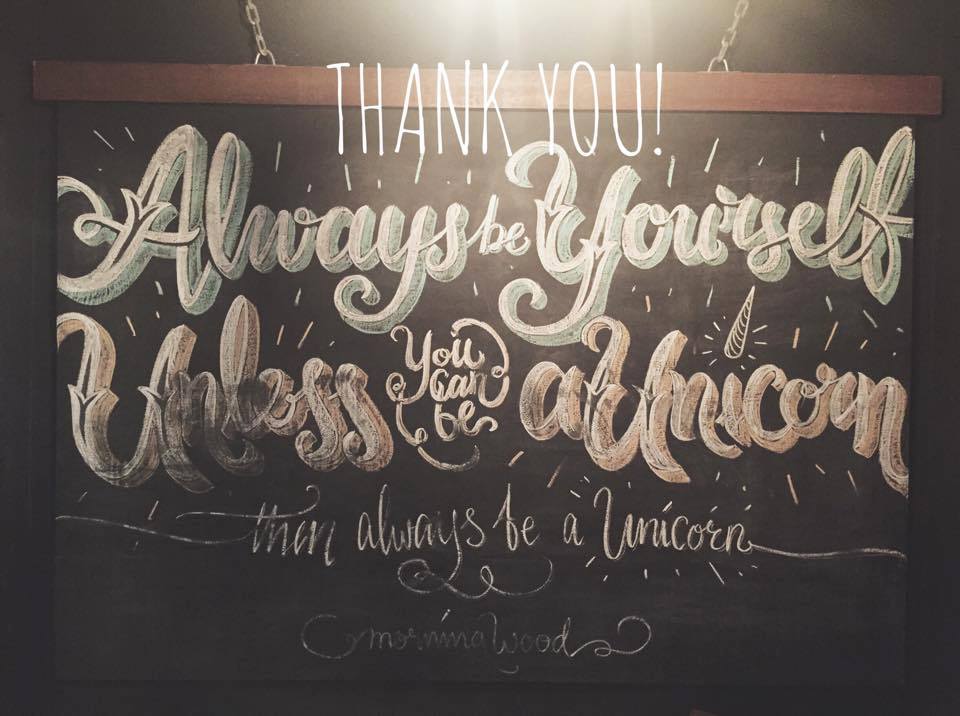 THANK YOU!
Always be Yourself
Unless You can be a Unicorn
then always be a Unicorn
morningwood